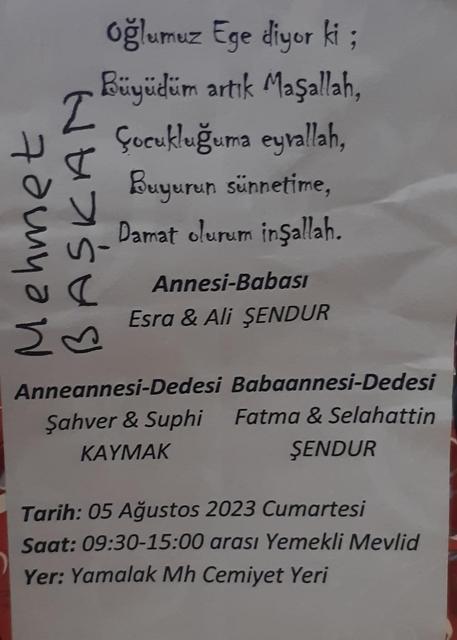 Oğlumuz Ege diyor ki ;
Büyüdüm artık Maşallah,
Çocukluğuma eyvallah,
Buyurun sünnetime,
Damat olurum inşallah.
Mehmet
BAŞKAN
Annesi-Babası
Esra & Ali ŞENDUR
Anneannesi-Dedesi Babaannesi-Dedesi
Şahver & Suphi Fatma & Selahattin
KAYMAK ŞENDUR
Tarih: 05 Ağustos 2023 Cumartesi
Saat: 09:30-15:00 arası Yemekli Mevlid
Yer: Yamalak Mh Cemiyet Yeri